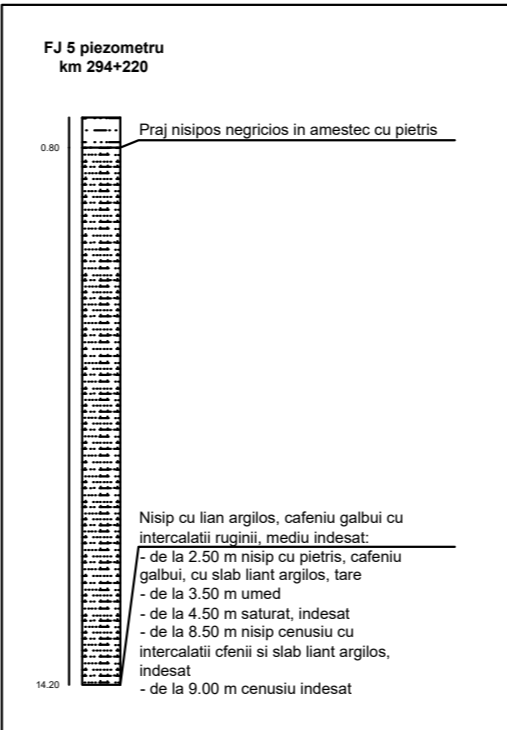 FJ 5 piezometru
km 294+220
Praj nisipos negricios in amestec cu pietris
0.80
Nisip cu lian argilos, cafeniu galbui cu
intercalatii ruginii, mediu indesat:
- de la 2.50 m nisip cu pietris, cafeniu
galbui, cu slab liant argilos, tare
- de la 3.50 m umed
- de la 4.50 m saturat, indesat
- de la 8.50 m nisip cenusiu cu
intercalatii cfenii si slab liant argilos,
indesat
- de la 9.00 m cenusiu indesat
14.20